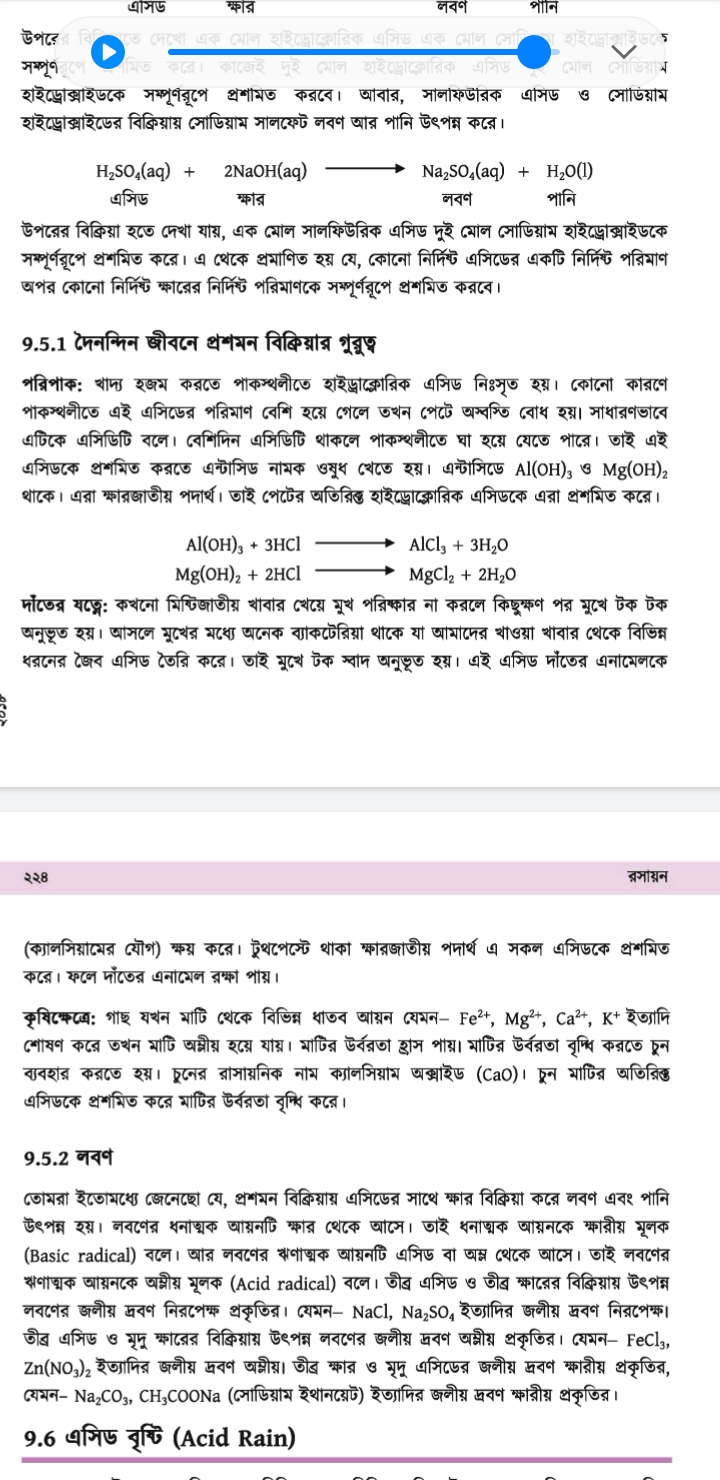 এসিড ক্ষার লবণ পানি
উপরের বিক্রিয়া হতে দেখো এক মোল হাইড্রোক্লোরিক এসিড এক মোল সোডিয়াম হাইড্রোক্সাইডকে
সম্পূর্ণরূপে প্রশমিত করে। কাজেই দুই মোল হাইড্রোক্লোরিক এসিড দুই মোল সোডিয়াম
হাইড্রোক্সাইডকে সম্পূর্ণরূপে প্রশমিত করবে। আবার, সালফিউরিক এসিড ও সোডিয়াম
হাইড্রোক্সাইডের বিক্রিয়ায় সোডিয়াম সালফেট লবণ আর পানি উৎপন্ন করে।
H₂SO₄(aq) + 2NaOH(aq) ⟶ Na₂SO₄(aq) + H₂O(l)
এসিড ক্ষার লবণ পানি
উপরের বিক্রিয়া হতে দেখা যায়, এক মোল সালফিউরিক এসিড দুই মোল সোডিয়াম হাইড্রোক্সাইডকে
সম্পূর্ণরূপে প্রশমিত করে। এ থেকে প্রমাণিত হয় যে, কোনো নির্দিষ্ট এসিডের একটি নির্দিষ্ট পরিমাণ
অপর কোনো নির্দিষ্ট ক্ষারের নির্দিষ্ট পরিমাণকে সম্পূর্ণরূপে প্রশমিত করবে।
9.5.1 দৈনন্দিন জীবনে প্রশমন বিক্রিয়ার গুরুত্ব
পরিপাক: খাদ্য হজম করতে পাকস্থলীতে হাইড্রোক্লোরিক এসিড নিঃসৃত হয়। কোনো কারণে
পাকস্থলীতে এই এসিডের পরিমাণ বেশি হয়ে গেলে তখন পেটে অস্বস্তি বোধ হয়। সাধারণভাবে
এটিকে এসিডিটি বলে। বেশিদিন এসিডিটি থাকলে পাকস্থলীতে ঘা হয়ে যেতে পারে। তাই এই
এসিডকে প্রশমিত করতে এন্টাসিড নামক ওষুধ খেতে হয়। এন্টাসিডে Al(OH)₃ ও Mg(OH)₂
থাকে। এরা ক্ষারজাতীয় পদার্থ। তাই পেটের অতিরিক্ত হাইড্রোক্লোরিক এসিডকে এরা প্রশমিত করে।
Al(OH)₃ + 3HCl ⟶ AlCl₃ + 3H₂O
Mg(OH)₂ + 2HCl ⟶ MgCl₂ + 2H₂O
দাঁতের যত্নে: কখনো মিষ্টিজাতীয় খাবার খেয়ে মুখ পরিষ্কার না করলে কিছুক্ষণ পর মুখে টক টক
অনুভূত হয়। আসলে মুখের মধ্যে অনেক ব্যাকটেরিয়া থাকে যা আমাদের খাওয়া খাবার থেকে বিভিন্ন
ধরনের জৈব এসিড তৈরি করে। তাই মুখে টক স্বাদ অনুভূত হয়। এই এসিড দাঁতের এনামেলকে
২২৪ রসায়ন
(ক্যালসিয়ামের যৌগ) ক্ষয় করে। টুথপেস্টে থাকা ক্ষারজাতীয় পদার্থ এ সকল এসিডকে প্রশমিত
করে। ফলে দাঁতের এনামেল রক্ষা পায়।
কৃষিক্ষেত্রে: গাছ যখন মাটি থেকে বিভিন্ন ধাতব আয়ন যেমন– Fe²⁺, Mg²⁺, Ca²⁺, K⁺ ইত্যাদি
শোষণ করে তখন মাটি অম্লীয় হয়ে যায়। মাটির উর্বরতা হ্রাস পায়। মাটির উর্বরতা বৃদ্ধি করতে চুন
ব্যবহার করতে হয়। চুনের রাসায়নিক নাম ক্যালসিয়াম অক্সাইড (CaO)। চুন মাটির অতিরিক্ত
এসিডকে প্রশমিত করে মাটির উর্বরতা বৃদ্ধি করে।
9.5.2 লবণ
তোমরা ইতোমধ্যে জেনেছো যে, প্রশমন বিক্রিয়ায় এসিডের সাথে ক্ষার বিক্রিয়া করে লবণ এবং পানি
উৎপন্ন হয়। লবণের ধনাত্মক আয়নটি ক্ষার থেকে আসে। তাই ধনাত্মক আয়নকে ক্ষারীয় মূলক
(Basic radical) বলে। আর লবণের ঋণাত্মক আয়নটি এসিড বা অম্ল থেকে আসে। তাই লবণের
ঋণাত্মক আয়নকে অম্লীয় মূলক (Acid radical) বলে। তীব্র এসিড ও তীব্র ক্ষারের বিক্রিয়ায় উৎপন্ন
লবণের জলীয় দ্রবণ নিরপেক্ষ প্রকৃতির। যেমন– NaCl, Na₂SO₄ ইত্যাদির জলীয় দ্রবণ নিরপেক্ষ।
তীব্র এসিড ও মৃদু ক্ষারের বিক্রিয়ায় উৎপন্ন লবণের জলীয় দ্রবণ অম্লীয় প্রকৃতির। যেমন– FeCl₃,
Zn(NO₃)₂ ইত্যাদির জলীয় দ্রবণ অম্লীয়। তীব্র ক্ষার ও মৃদু এসিডের জলীয় দ্রবণ ক্ষারীয় প্রকৃতির,
যেমন– Na₂CO₃, CH₃COONa (সোডিয়াম ইথানয়েট) ইত্যাদির জলীয় দ্রবণ ক্ষারীয় প্রকৃতির।
9.6 এসিড বৃষ্টি (Acid Rain)